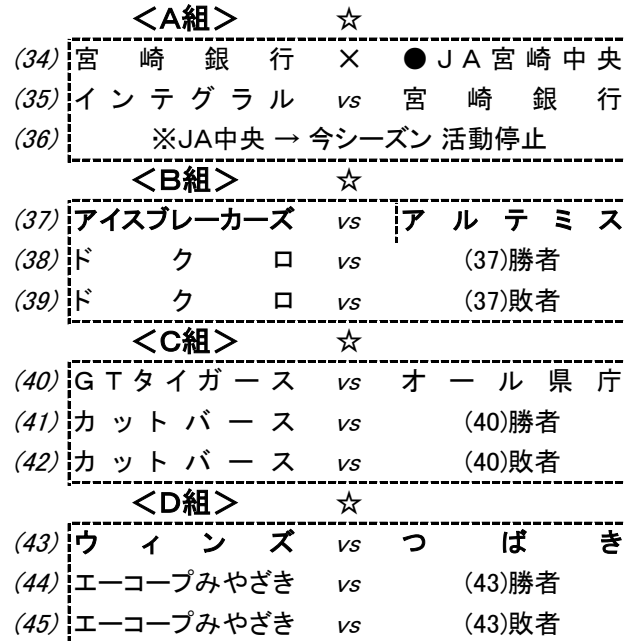 ＜A組＞ ☆
(34) 宮崎銀行 × ●JA宮崎中央
(35) インテグラル vs 宮崎銀行
(36) ※JA中央 → 今シーズン 活動停止
＜B組＞ ☆
(37) アイスブレーカーズ vs アルテミス
(38) ドクロ vs (37)勝者
(39) ドクロ vs (37)敗者
＜C組＞ ☆
(40) GTタイガース vs オール県庁
(41) カットバース vs (40)勝者
(42) カットバース vs (40)敗者
＜D組＞ ☆
(43) ウィンズ vs つばき
(44) エーコープみやざき vs (43)勝者
(45) エーコープみやざき vs (43)敗者